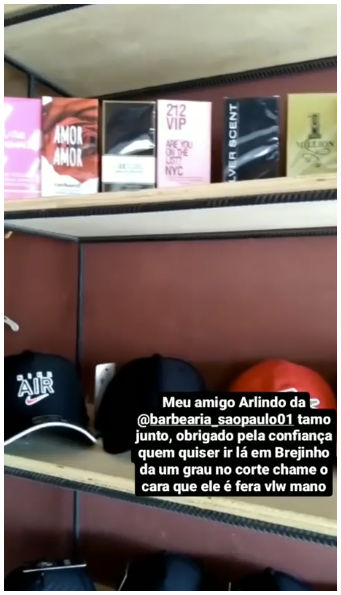 AMOR
AMOR
212
VIP
ARE YOU
ON THE
LIST?
NYC
SILVER SCENT
AIR
Meu amigo Arlindo da
@barbearia_saopaulo01 tamo
junto, obrigado pela confiança
quem quiser ir lá em Brejinho
da um grau no corte chame o
cara que ele é fera vlw mano